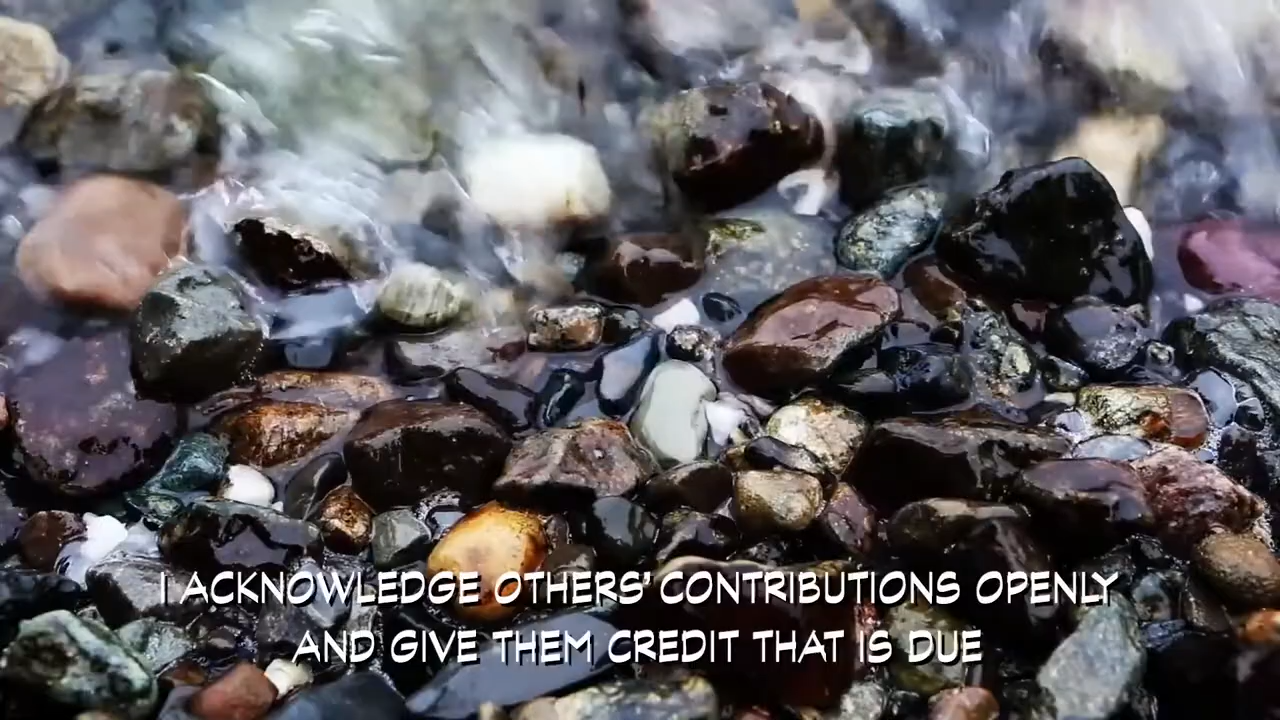 I ACKNOWLEDGE OTHERS' CONTRIBUTIONS OPENLY
AND GIVE THEM CREDIT THAT IS DUE